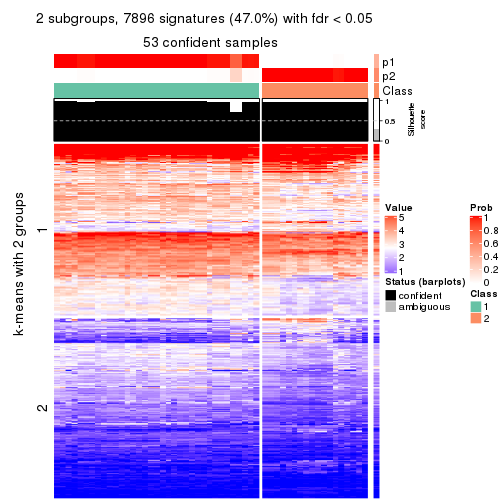 2 subgroups, 7896 signatures (47.0%) with fdr < 0.05
53 confident samples
p1
p2
Class
1
0.5
0
Silhouette
score
k-means with 2 groups
1
2
Value
5
4
3
2
1
Status (barplots)
confident
ambiguous
Prob
1
0.8
0.6
0.4
0.2
0
Class
1
2